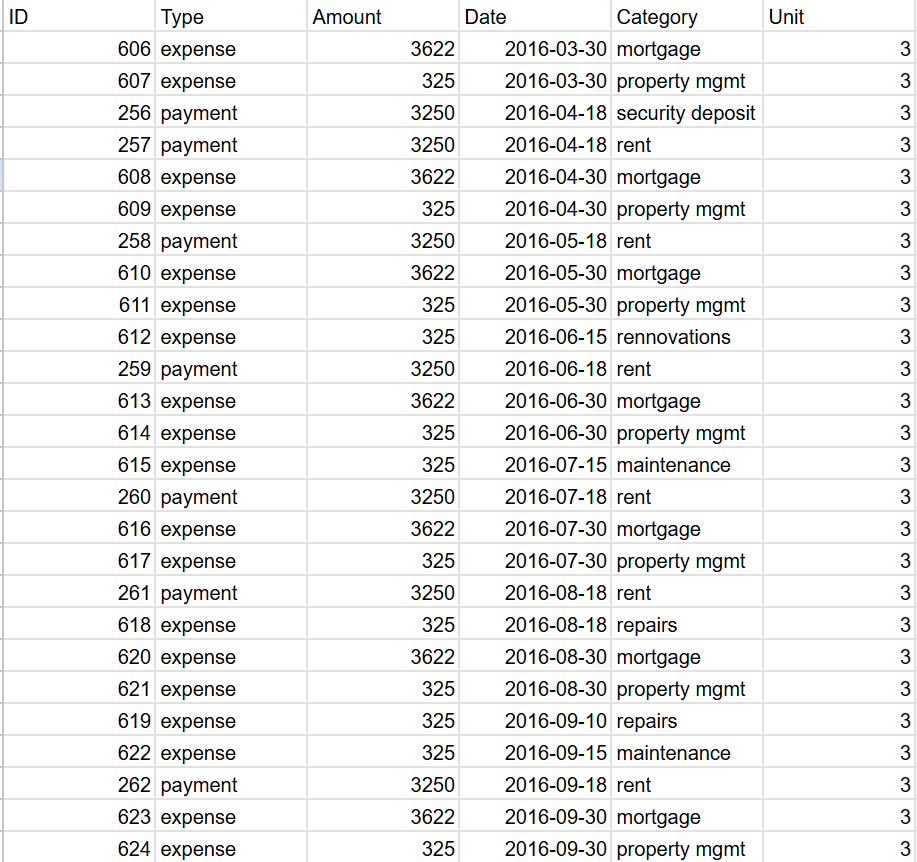 ID Type Amount Date Category Unit
606 expense 3622 2016-03-30 mortgage 3
607 expense 325 2016-03-30 property mgmt 3
256 payment 3250 2016-04-18 security deposit 3
257 payment 3250 2016-04-18 rent 3
608 expense 3622 2016-04-30 mortgage 3
609 expense 325 2016-04-30 property mgmt 3
258 payment 3250 2016-05-18 rent 3
610 expense 3622 2016-05-30 mortgage 3
611 expense 325 2016-05-30 property mgmt 3
612 expense 325 2016-06-15 rennovations 3
259 payment 3250 2016-06-18 rent 3
613 expense 3622 2016-06-30 mortgage 3
614 expense 325 2016-06-30 property mgmt 3
615 expense 325 2016-07-15 maintenance 3
260 payment 3250 2016-07-18 rent 3
616 expense 3622 2016-07-30 mortgage 3
617 expense 325 2016-07-30 property mgmt 3
261 payment 3250 2016-08-18 rent 3
618 expense 325 2016-08-18 repairs 3
620 expense 3622 2016-08-30 mortgage 3
621 expense 325 2016-08-30 property mgmt 3
619 expense 325 2016-09-10 repairs 3
622 expense 325 2016-09-15 maintenance 3
262 payment 3250 2016-09-18 rent 3
623 expense 3622 2016-09-30 mortgage 3
624 expense 325 2016-09-30 property mgmt 3